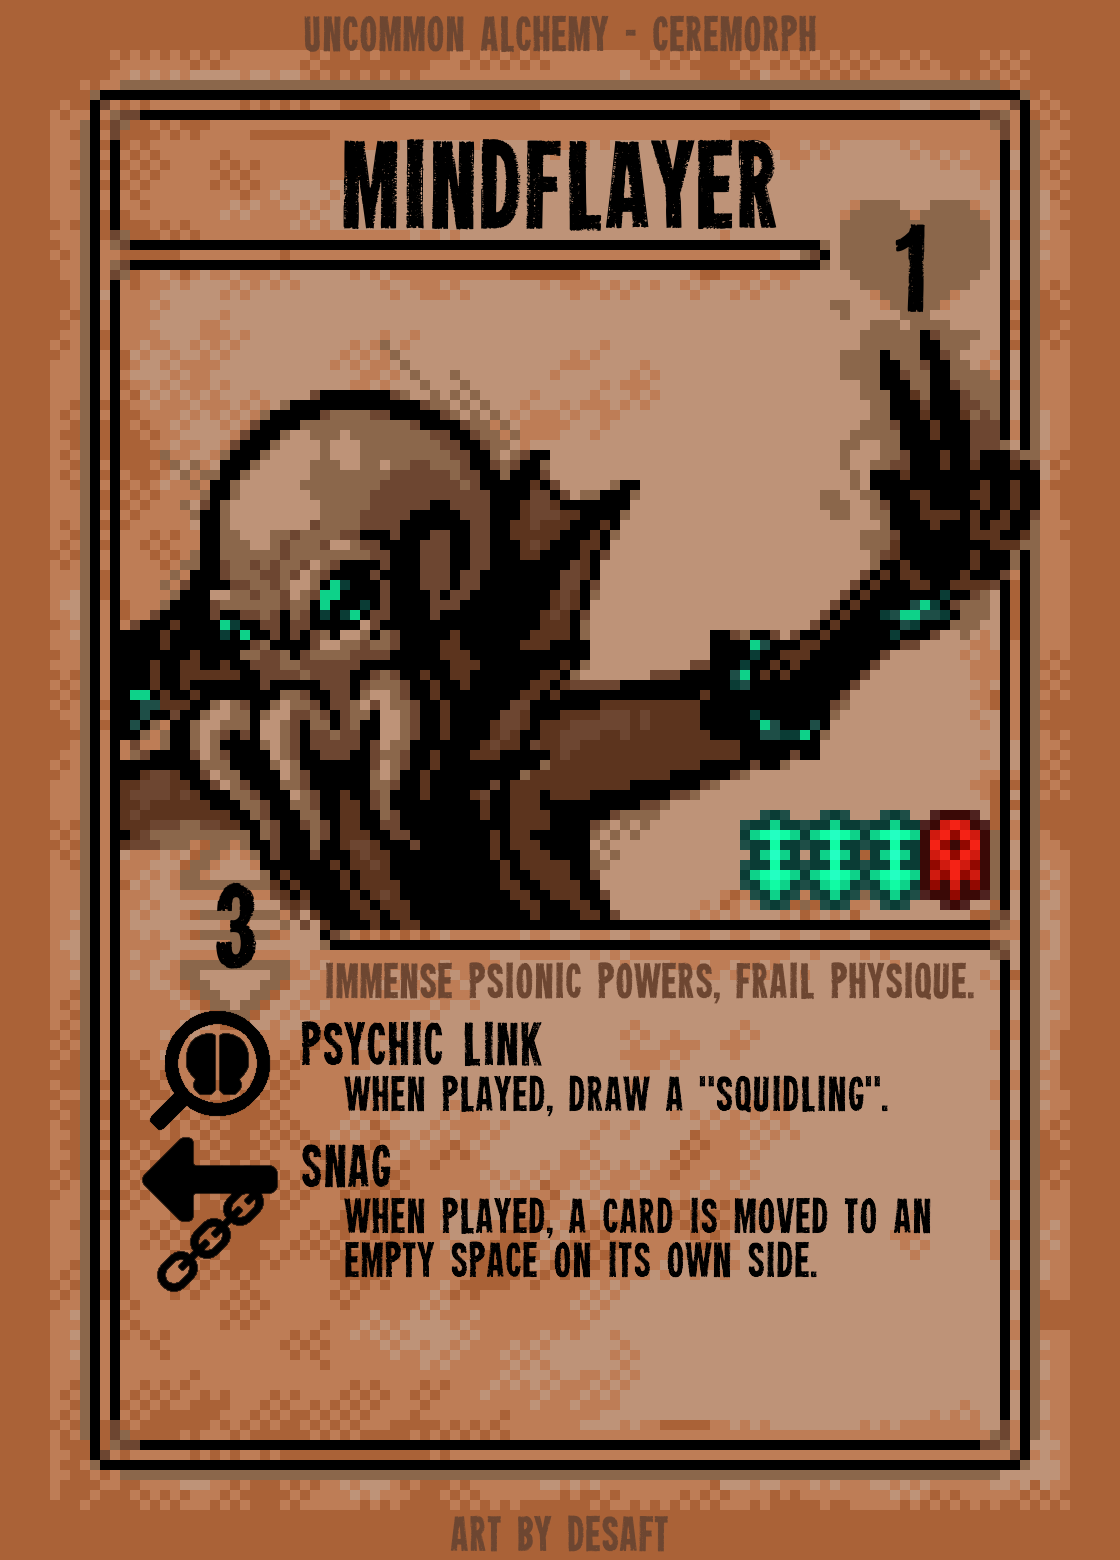 UNCOMMON ALCHEMY - CEREMORPH
MINDFLAYER
1
3
IMMENSE PSIONIC POWERS, FRAIL PHYSIQUE.
PSYCHIC LINK
WHEN PLAYED, DRAW A "SQUIDLING".
SNAG
WHEN PLAYED, A CARD IS MOVED TO AN
EMPTY SPACE ON ITS OWN SIDE.
ART BY DESAFT